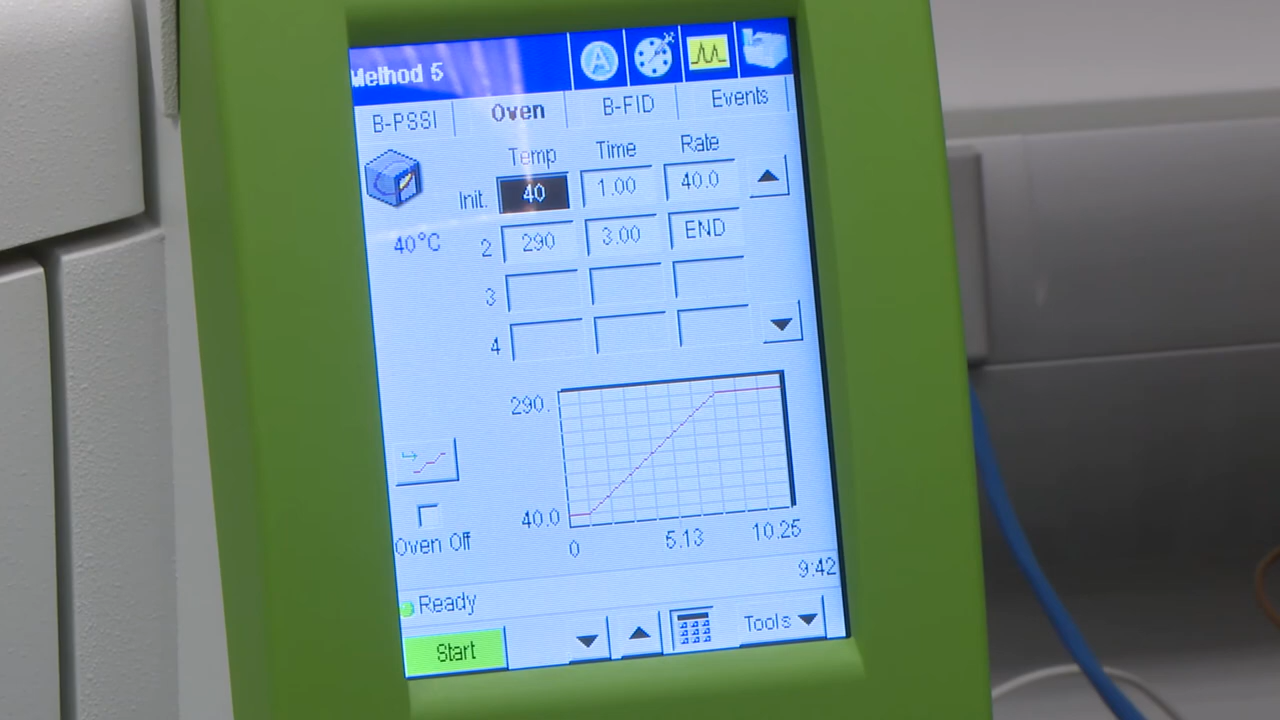 Method 5
A
B-PSSI Oven B-FID Events
Temp Time Rate
Init. 40 1.00 40.0
40°C 2 290 3.00 END
3
4
290.
40.0
0 5.13 10.25
Oven Off
9:42
Ready
Start Tools